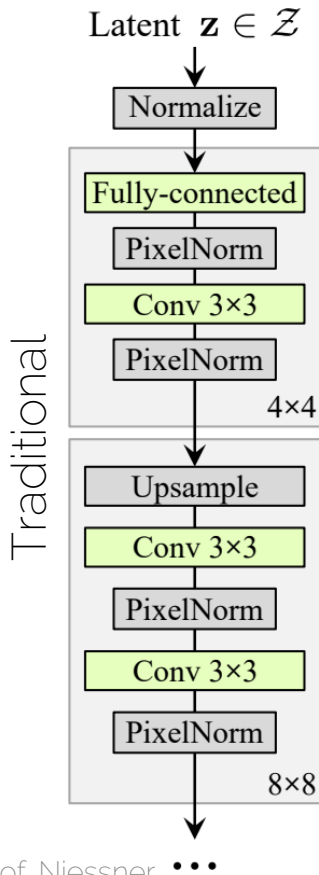 Latent z ∈ 𝒵
Normalize
Fully-connected
PixelNorm
Conv 3×3
PixelNorm
4×4
Traditional
Upsample
Conv 3×3
PixelNorm
Conv 3×3
PixelNorm
8×8
of. Niessner
•••